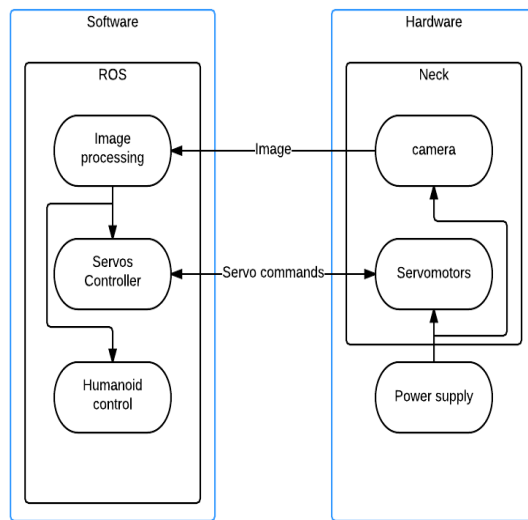 Software
Hardware
ROS
Neck
Image
processing
Image
camera
Servos
Controller
Servo commands
Servomotors
Humanoid
control
Power supply